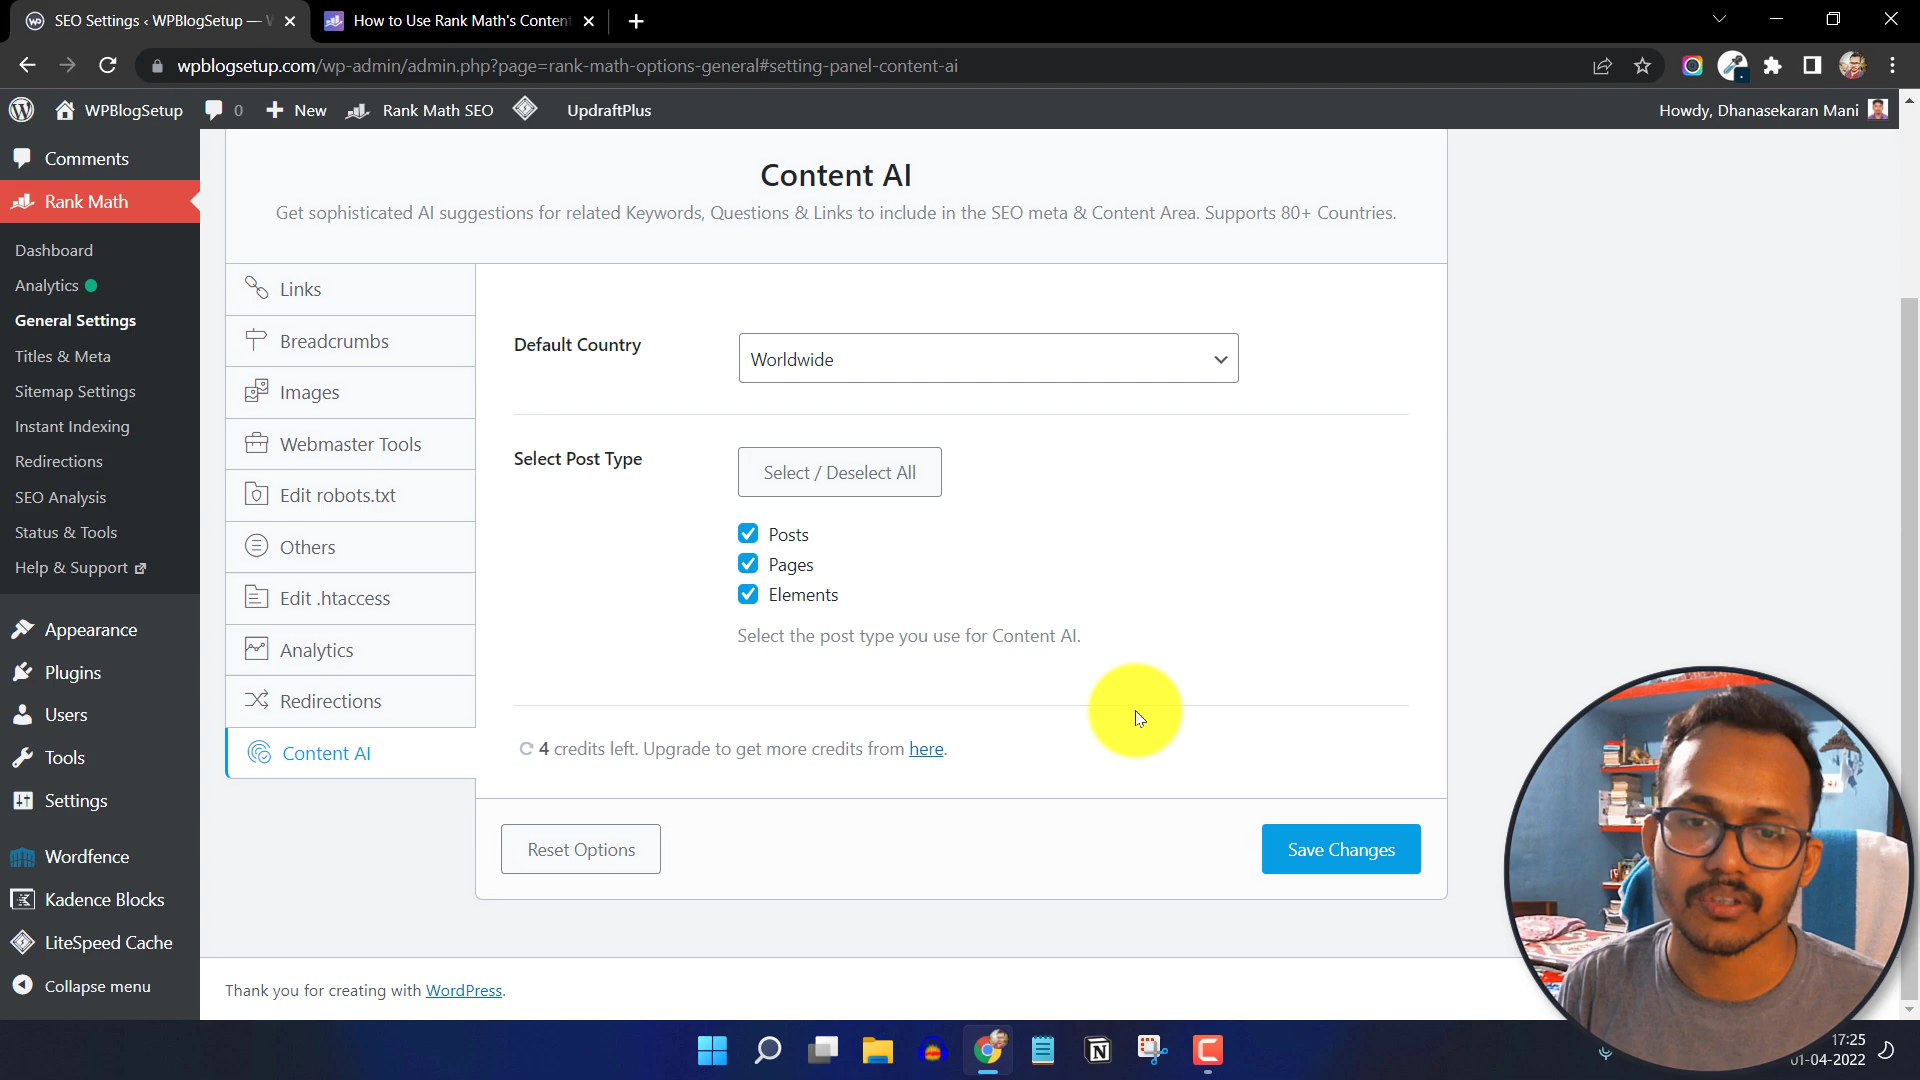 SEO Settings ‹ WPBlogSetup — W
How to Use Rank Math's Conten
wpblogsetup.com/wp-admin/admin.php?page=rank-math-options-general#setting-panel-content-ai
WPBlogSetup
0
New
Rank Math SEO
UpdraftPlus
Howdy, Dhanasekaran Mani
Comments
Rank Math
Dashboard
Analytics
General Settings
Titles & Meta
Sitemap Settings
Instant Indexing
Redirections
SEO Analysis
Status & Tools
Help & Support
Appearance
Plugins
Users
Tools
Settings
Wordfence
Kadence Blocks
LiteSpeed Cache
Collapse menu
Content AI
Get sophisticated AI suggestions for related Keywords, Questions & Links to include in the SEO meta & Content Area. Supports 80+ Countries.
Links
Breadcrumbs
Images
Webmaster Tools
Edit robots.txt
Others
Edit .htaccess
Analytics
Redirections
Content AI
Default Country
Worldwide
Select Post Type
Select / Deselect All
Posts
Pages
Elements
Select the post type you use for Content AI.
4 credits left. Upgrade to get more credits from here.
Reset Options
Save Changes
Thank you for creating with WordPress.
17:25
01-04-2022